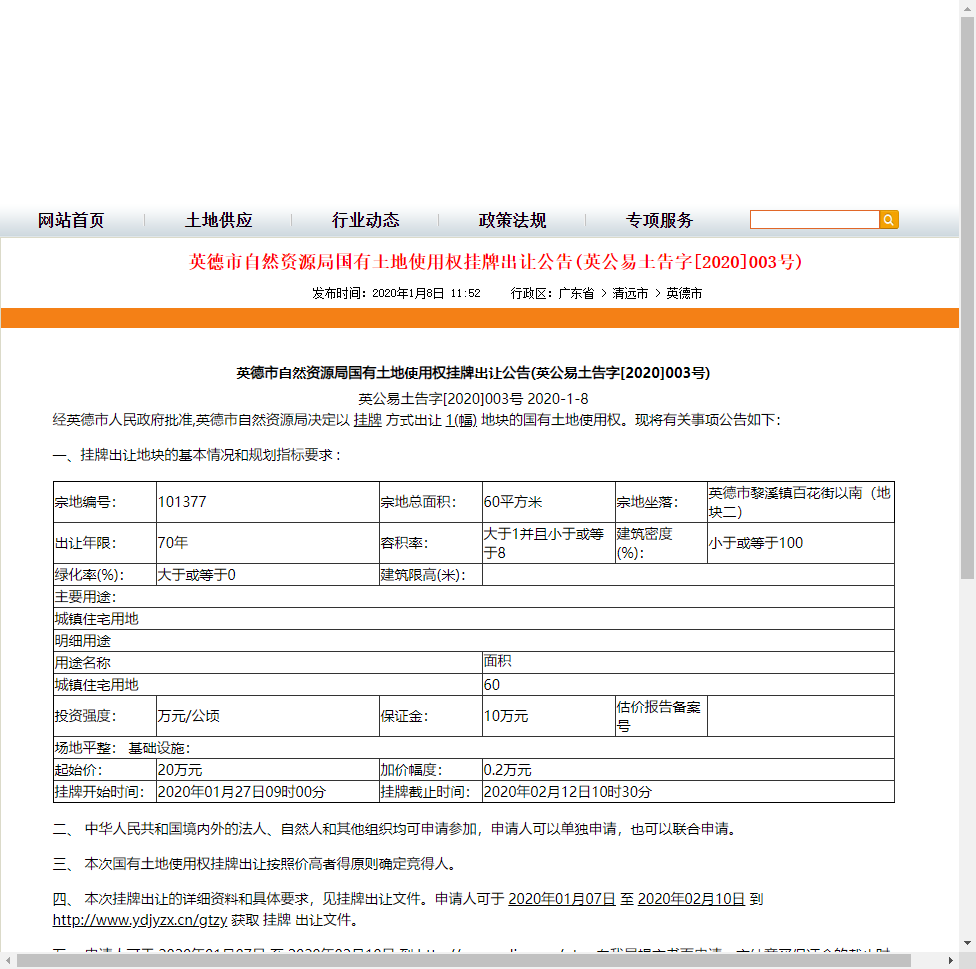 网站首页 土地供应 行业动态 政策法规 专项服务
英德市自然资源局国有土地使用权挂牌出让公告(英公易土告字[2020]003号)
发布时间：2020年1月8日 11:52 行政区：广东省 > 清远市 > 英德市
英德市自然资源局国有土地使用权挂牌出让公告(英公易土告字[2020]003号)
英公易土告字[2020]003号 2020-1-8
经英德市人民政府批准,英德市自然资源局决定以 挂牌 方式出让 1(幅) 地块的国有土地使用权。现将有关事项公告如下：
一、挂牌出让地块的基本情况和规划指标要求：
宗地编号： 101377 宗地总面积： 60平方米 宗地坐落： 英德市黎溪镇百花街以南（地块二）
出让年限： 70年 容积率： 大于1并且小于或等于8 建筑密度(%)： 小于或等于100
绿化率(%)： 大于或等于0 建筑限高(米)：
主要用途：
城镇住宅用地
明细用途
用途名称 面积
城镇住宅用地 60
投资强度： 万元/公顷 保证金： 10万元 估价报告备案号
场地平整： 基础设施：
起始价： 20万元 加价幅度： 0.2万元
挂牌开始时间： 2020年01月27日09时00分 挂牌截止时间： 2020年02月12日10时30分
二、 中华人民共和国境内外的法人、自然人和其他组织均可申请参加，申请人可以单独申请，也可以联合申请。
三、 本次国有土地使用权挂牌出让按照价高者得原则确定竞得人。
四、 本次挂牌出让的详细资料和具体要求，见挂牌出让文件。申请人可于 2020年01月07日 至 2020年02月10日 到
http://www.ydjyzx.cn/gtzy 获取 挂牌 出让文件。